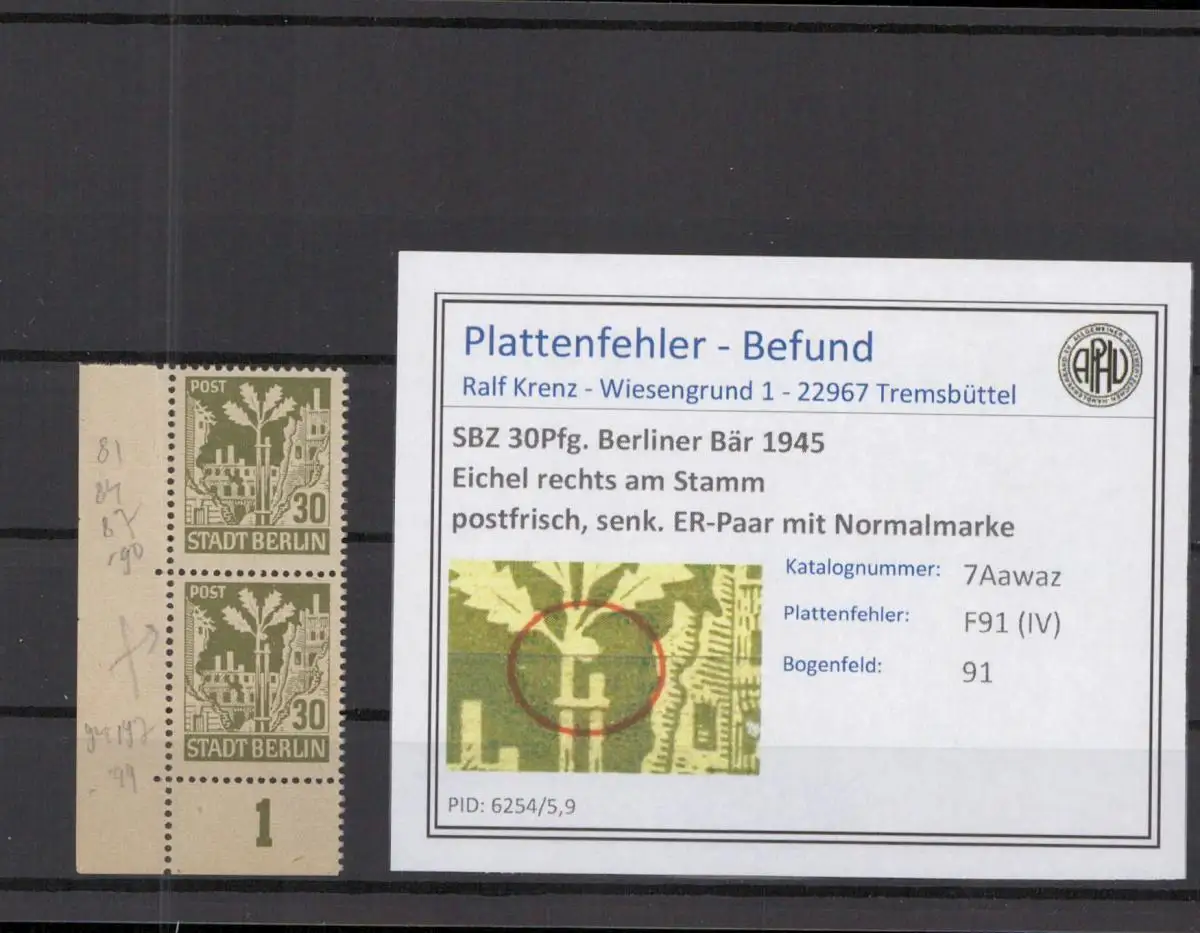 81
84
87
90
POST
30
STADT BERLIN
POST
30
STADT BERLIN
99
1
Plattenfehler - Befund
Ralf Krenz - Wiesengrund 1 - 22967 Tremsbüttel
APHV
SBZ 30Pfg. Berliner Bär 1945
Eichel rechts am Stamm
postfrisch, senk. ER-Paar mit Normalmarke
Katalognummer: 7Aawaz
Plattenfehler: F91 (IV)
Bogenfeld: 91
PID: 6254/5,9